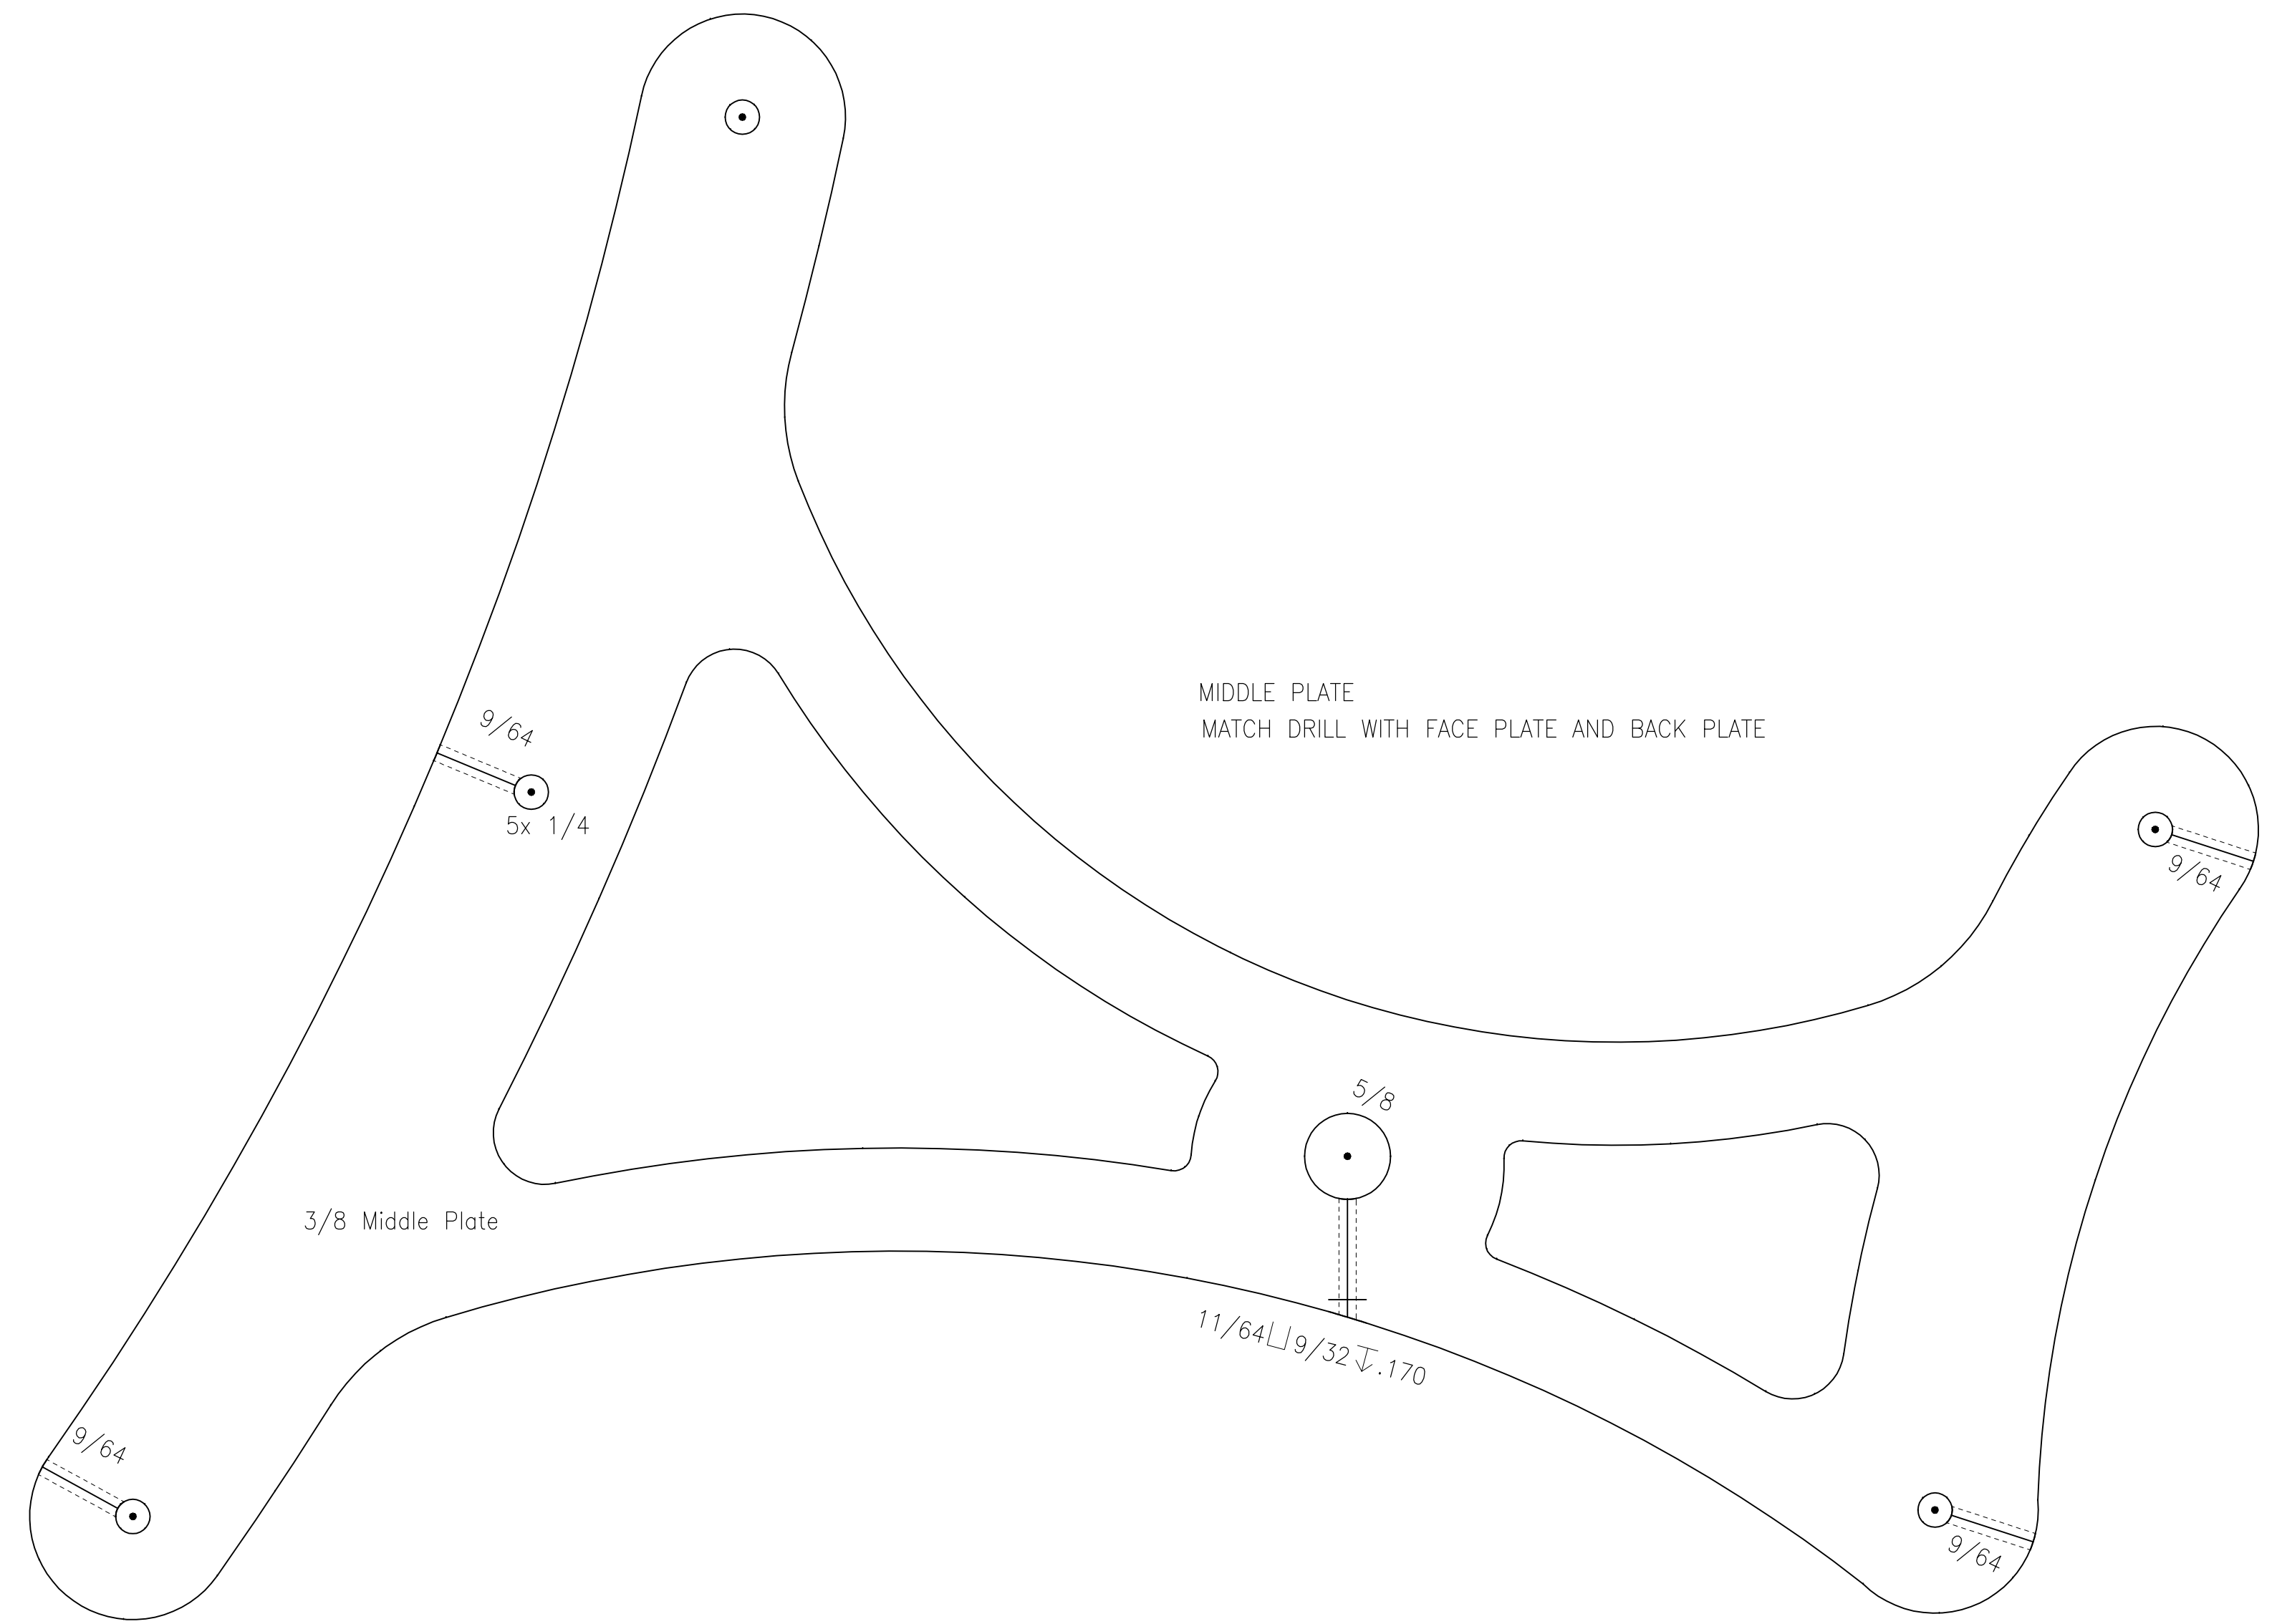 MIDDLE PLATE
MATCH DRILL WITH FACE PLATE AND BACK PLATE
9/64
5x 1/4
9/64
5/8
3/8 Middle Plate
11/64⌴9/32↧.170
9/64
9/64